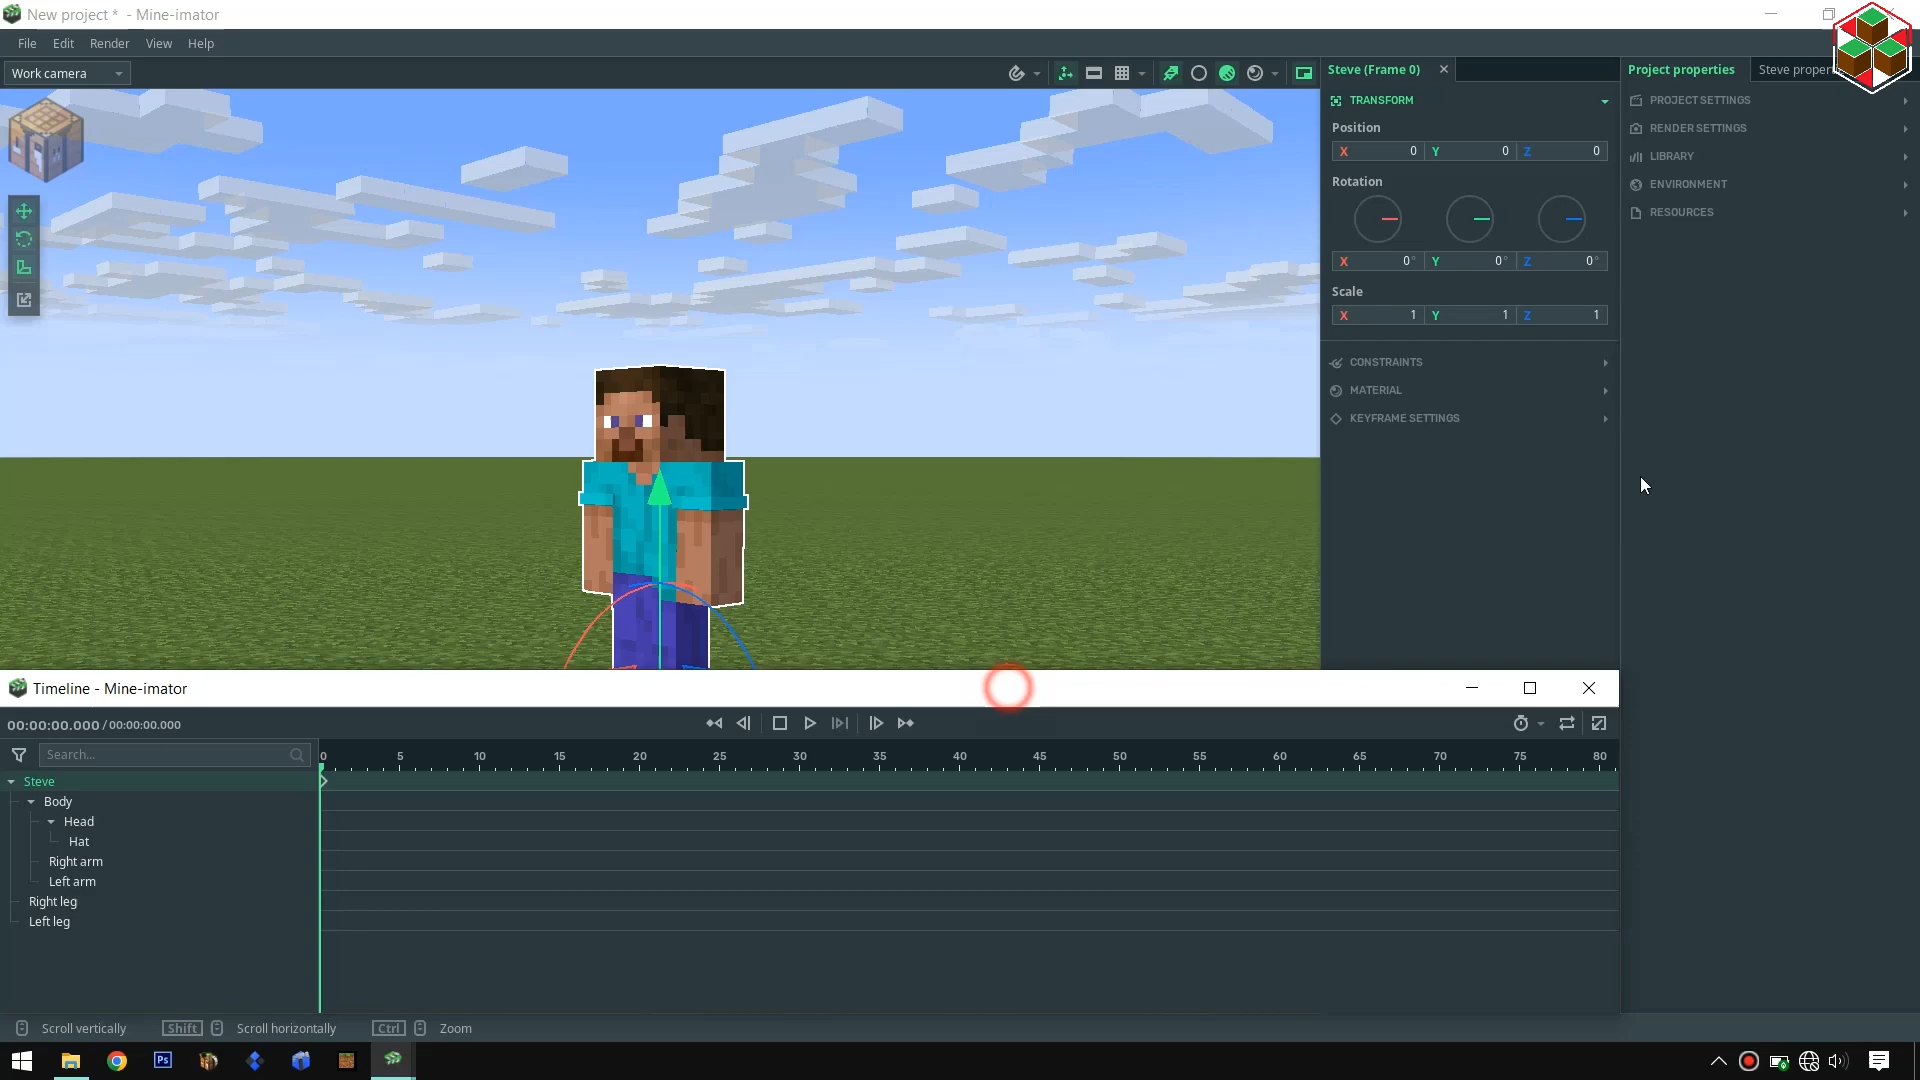 New project * - Mine-imator
File Edit Render View Help
Work camera
Steve (Frame 0)
Project properties
Steve proper
TRANSFORM
Position
X 0 Y 0 Z 0
Rotation
X 0° Y 0° Z 0°
Scale
X 1 Y 1 Z 1
CONSTRAINTS
MATERIAL
KEYFRAME SETTINGS
PROJECT SETTINGS
RENDER SETTINGS
LIBRARY
ENVIRONMENT
RESOURCES
Timeline - Mine-imator
00:00:00.000 / 00:00:00.000
Search...
0 5 10 15 20 25 30 35 40 45 50 55 60 65 70 75 80
Steve
Body
Head
Hat
Right arm
Left arm
Right leg
Left leg
Scroll vertically Shift Scroll horizontally Ctrl Zoom
Ps